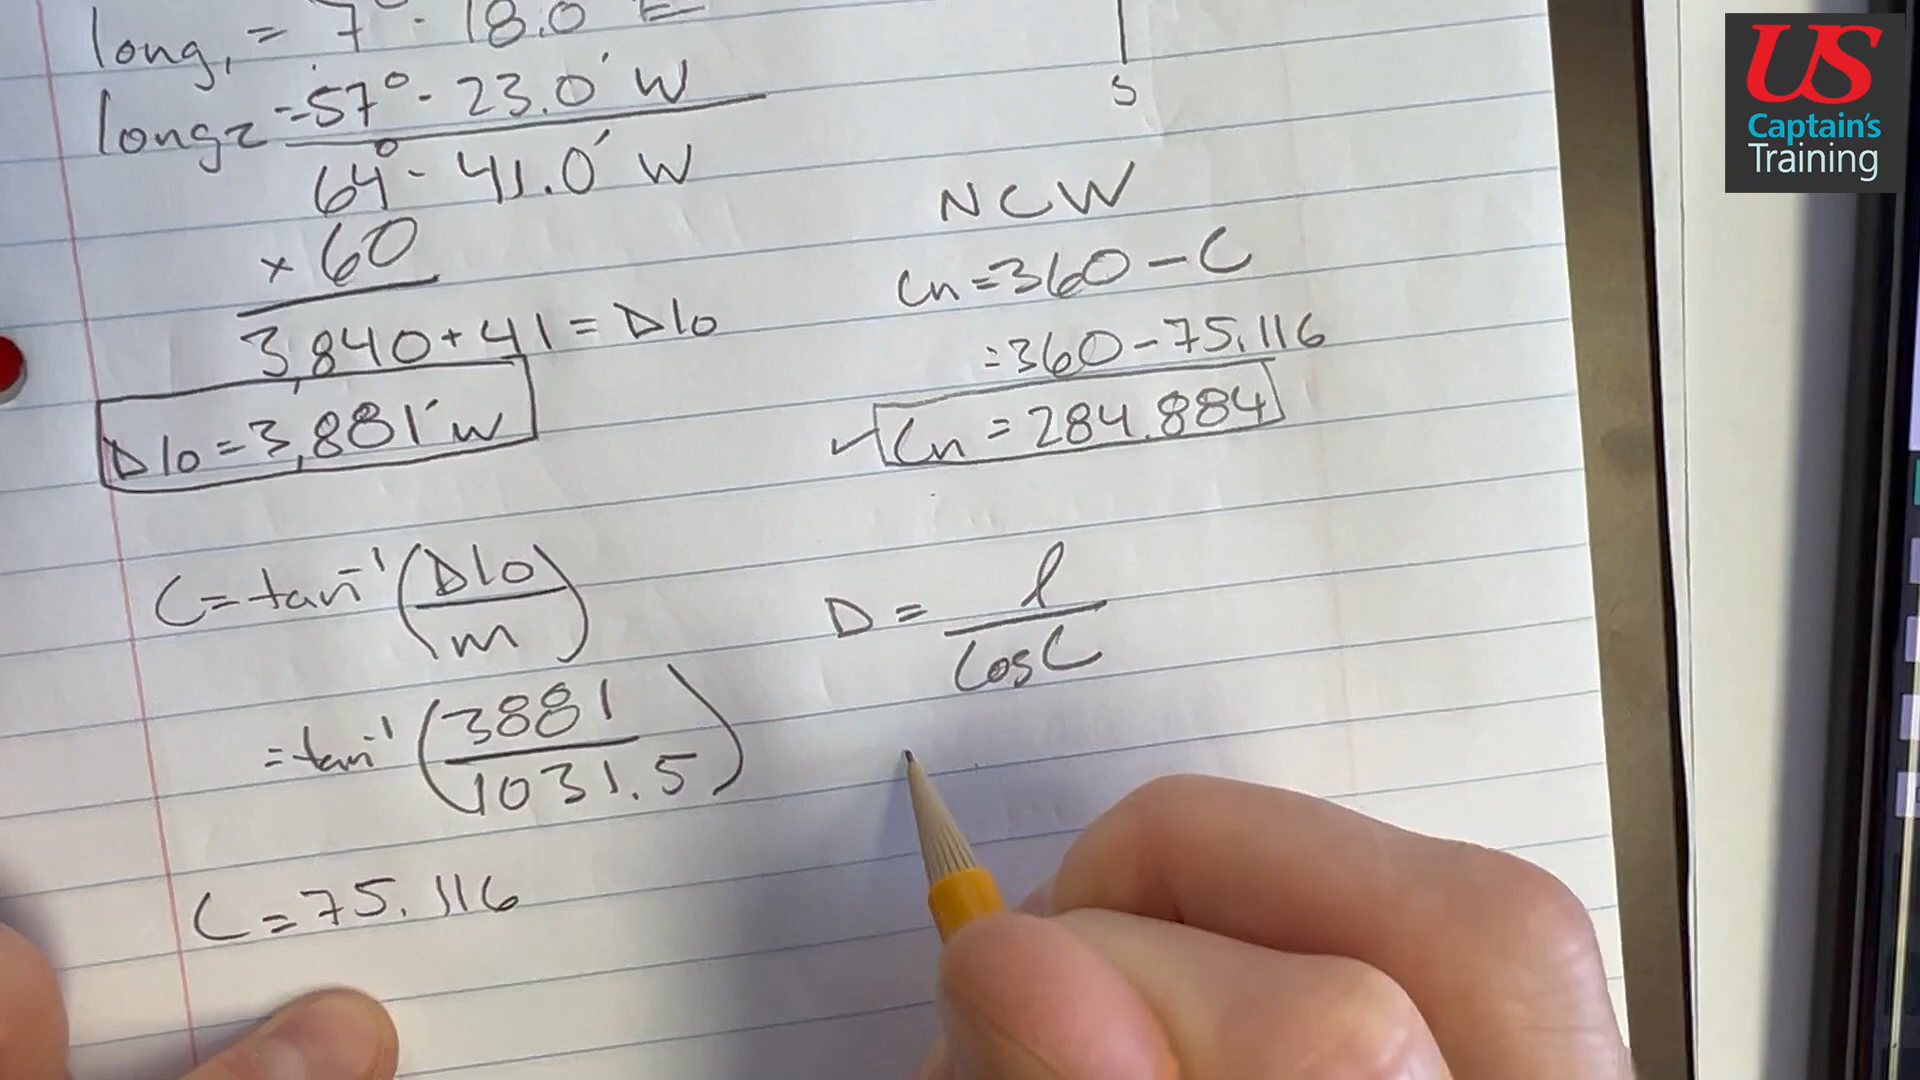 long₁ = 7° - 18.0 E
long2 = -57° - 23.0' W
64° - 41.0' W
× 60
3,840 + 41 = Dlo
Dlo = 3,881' W
C = tan⁻¹ (Dlo / m)
= tan⁻¹ (3881 / 1031.5)
C = 75.116
S
N C W
Cn = 360 - C
= 360 - 75.116
✓ Cn = 284.884
D = l / cos C
US
Captain's
Training